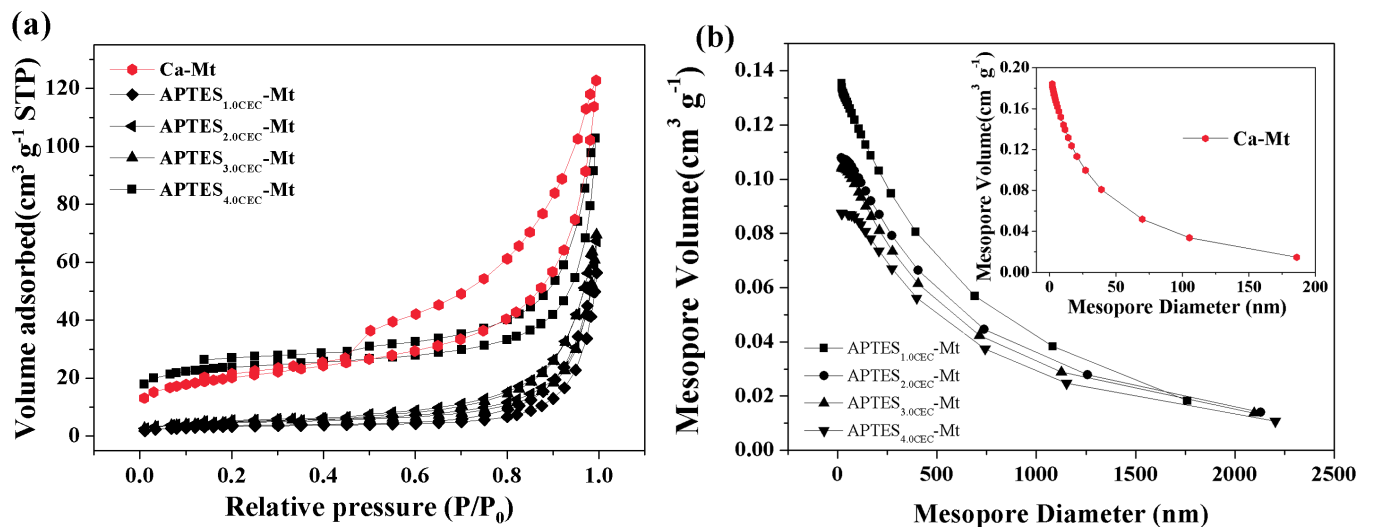 (a)
Volume adsorbed(cm³ g⁻¹ STP)
120
100
80
60
40
20
0
0.0 0.2 0.4 0.6 0.8 1.0
Relative pressure (P/P₀)
Ca-Mt
APTES₁.₀CEC-Mt
APTES₂.₀CEC-Mt
APTES₃.₀CEC-Mt
APTES₄.₀CEC-Mt
(b)
Mesopore Volume(cm³ g⁻¹)
0.14
0.12
0.10
0.08
0.06
0.04
0.02
0.00
0 500 1000 1500 2000 2500
Mesopore Diameter (nm)
APTES₁.₀CEC-Mt
APTES₂.₀CEC-Mt
APTES₃.₀CEC-Mt
APTES₄.₀CEC-Mt
Mesopore Volume(cm³ g⁻¹)
0.20
0.16
0.12
0.08
0.04
0.00
0 50 100 150 200
Mesopore Diameter (nm)
Ca-Mt